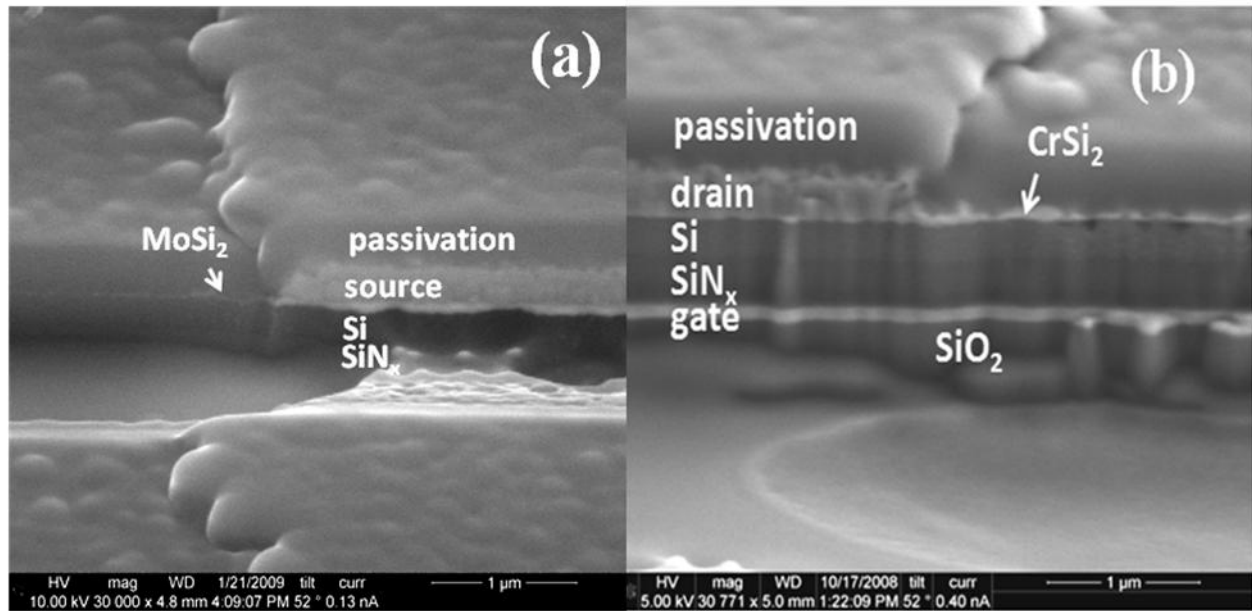 (a)
MoSi₂
passivation
source
Si
SiNₓ
HV mag WD 1/21/2009 tilt curr
10.00 kV 30 000 x 4.8 mm 4:09:07 PM 52 ° 0.13 nA
1 µm
(b)
passivation
CrSi₂
drain
Si
SiNₓ
gate
SiO₂
HV mag WD 10/17/2008 tilt curr
5.00 kV 30 771 x 5.0 mm 1:22:09 PM 52 ° 0.40 nA
1 µm